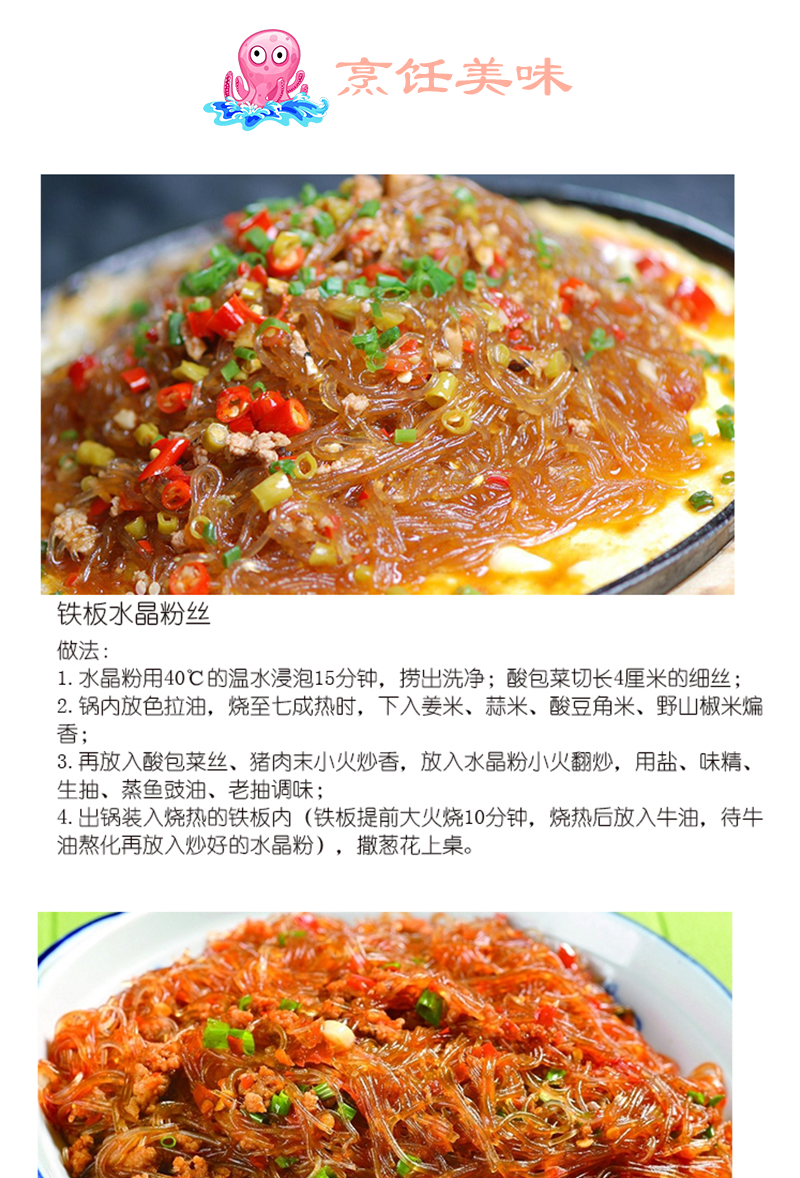 烹饪美味
铁板水晶粉丝
做法：
1.水晶粉用40℃的温水浸泡15分钟，捞出洗净；酸包菜切长4厘米的细丝；
2.锅内放色拉油，烧至七成热时，下入姜米、蒜米、酸豆角米、野山椒米煸
香；
3.再放入酸包菜丝、猪肉末小火炒香，放入水晶粉小火翻炒，用盐、味精、
生抽、蒸鱼豉油、老抽调味；
4.出锅装入烧热的铁板内（铁板提前大火烧10分钟，烧热后放入牛油，待牛
油熬化再放入炒好的水晶粉），撒葱花上桌。